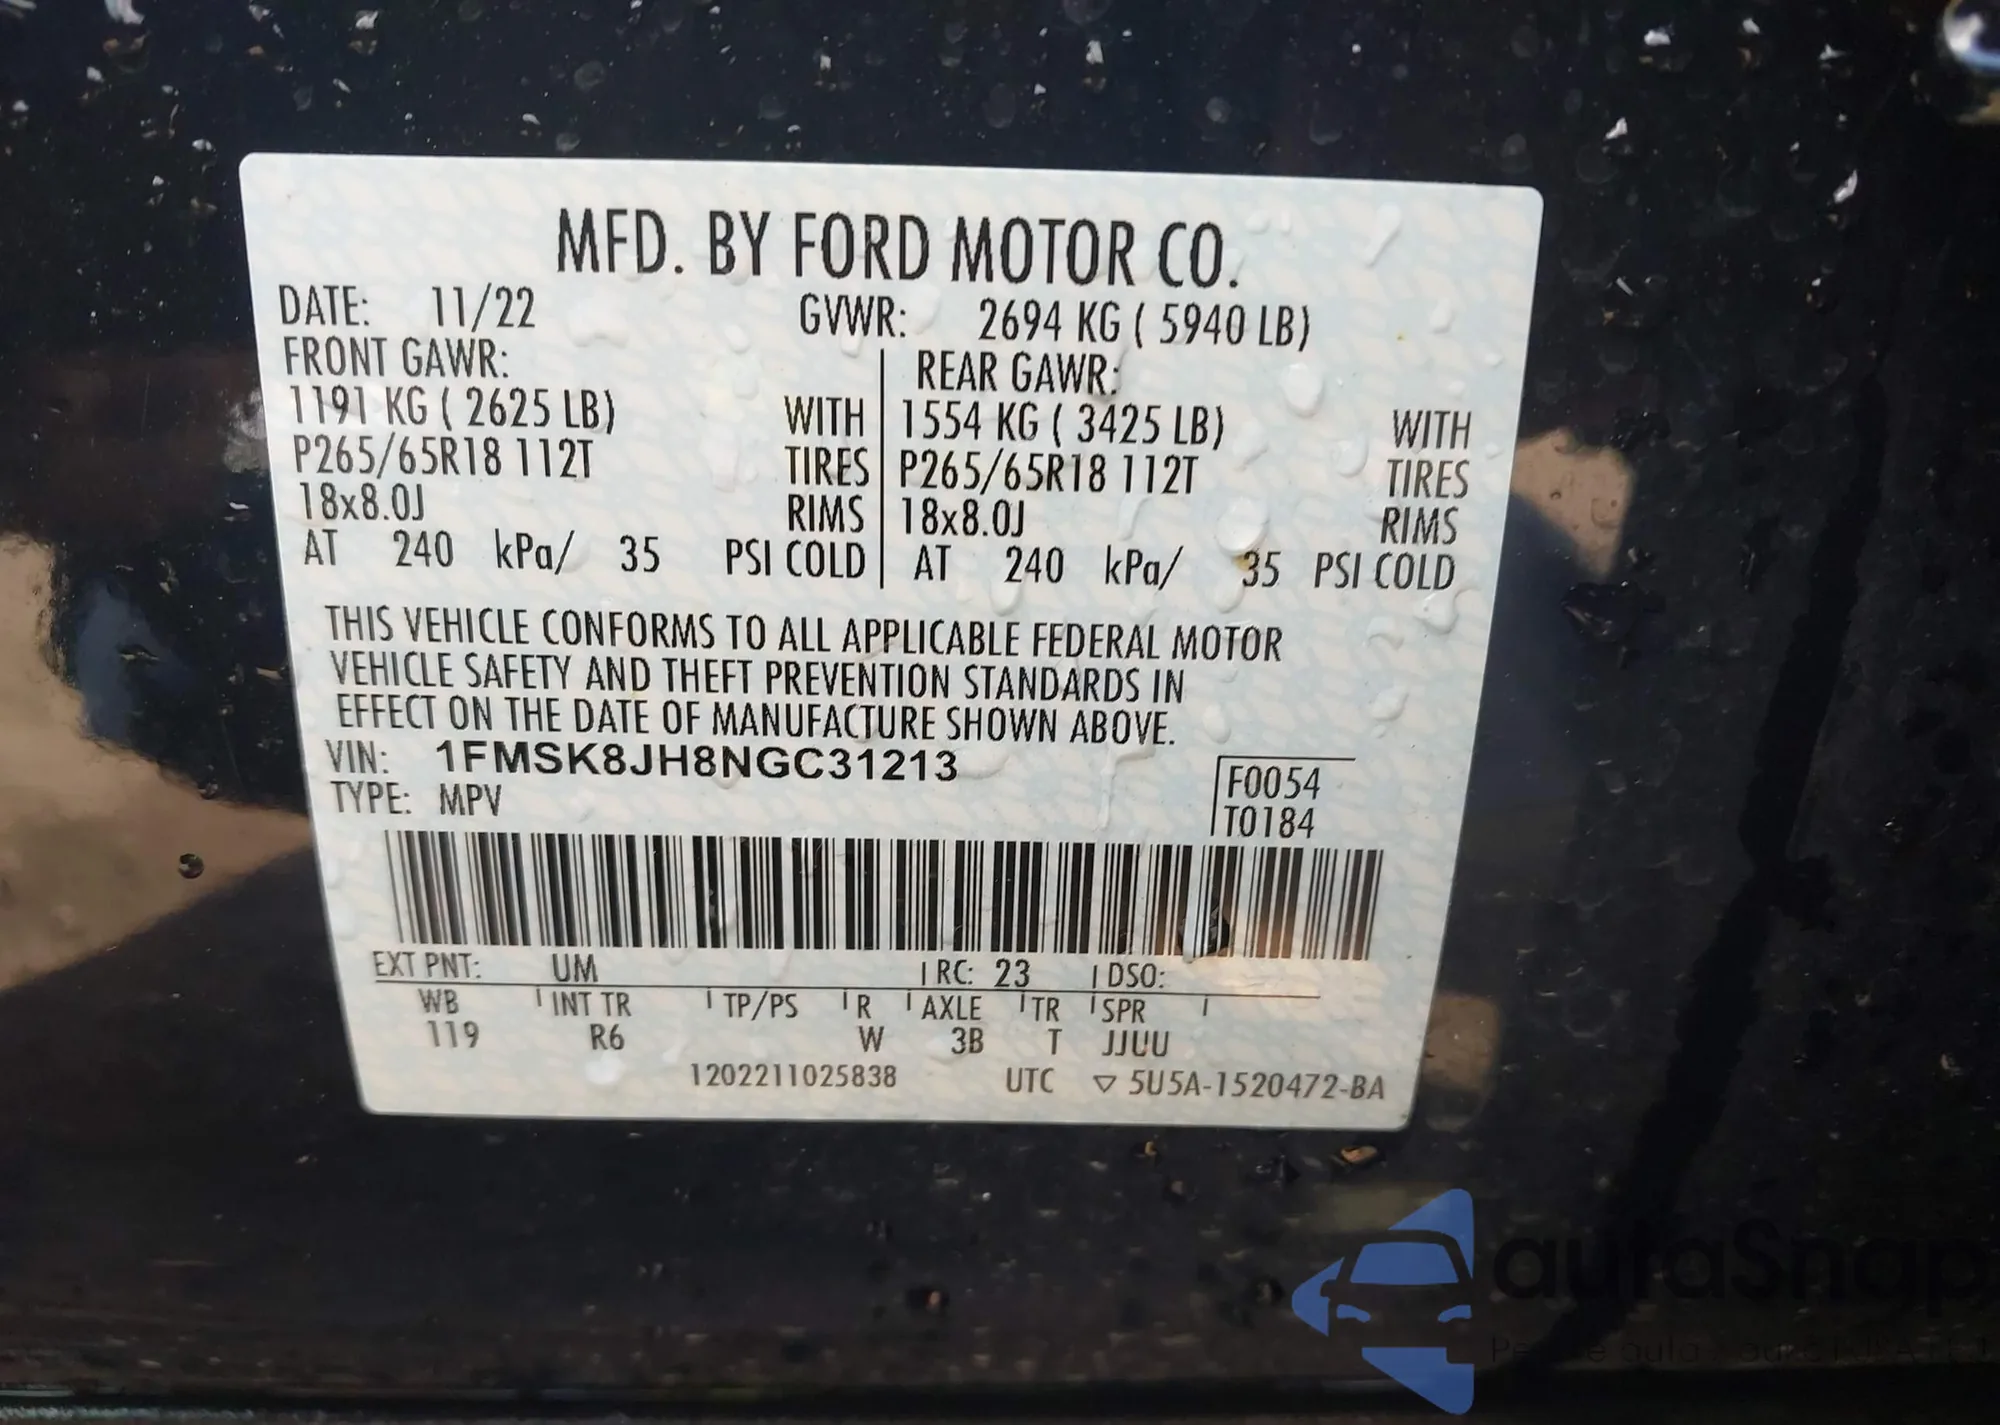 MFD. BY FORD MOTOR CO.
DATE: 11/22 GVWR: 2694 KG ( 5940 LB)
FRONT GAWR: REAR GAWR:
1191 KG ( 2625 LB) WITH 1554 KG ( 3425 LB) WITH
P265/65R18 112T TIRES P265/65R18 112T TIRES
18x8.0J RIMS 18x8.0J RIMS
AT 240 kPa/ 35 PSI COLD AT 240 kPa/ 35 PSI COLD
THIS VEHICLE CONFORMS TO ALL APPLICABLE FEDERAL MOTOR
VEHICLE SAFETY AND THEFT PREVENTION STANDARDS IN
EFFECT ON THE DATE OF MANUFACTURE SHOWN ABOVE.
VIN: 1FMSK8JH8NGC31213
TYPE: MPV
F0054
T0184
EXT PNT: UM RC: 23 DSO:
WB INT TR TP/PS R AXLE TR SPR
119 R6 W 3B T JJUU
1202211025838 UTC ▽ 5U5A-1520472-BA